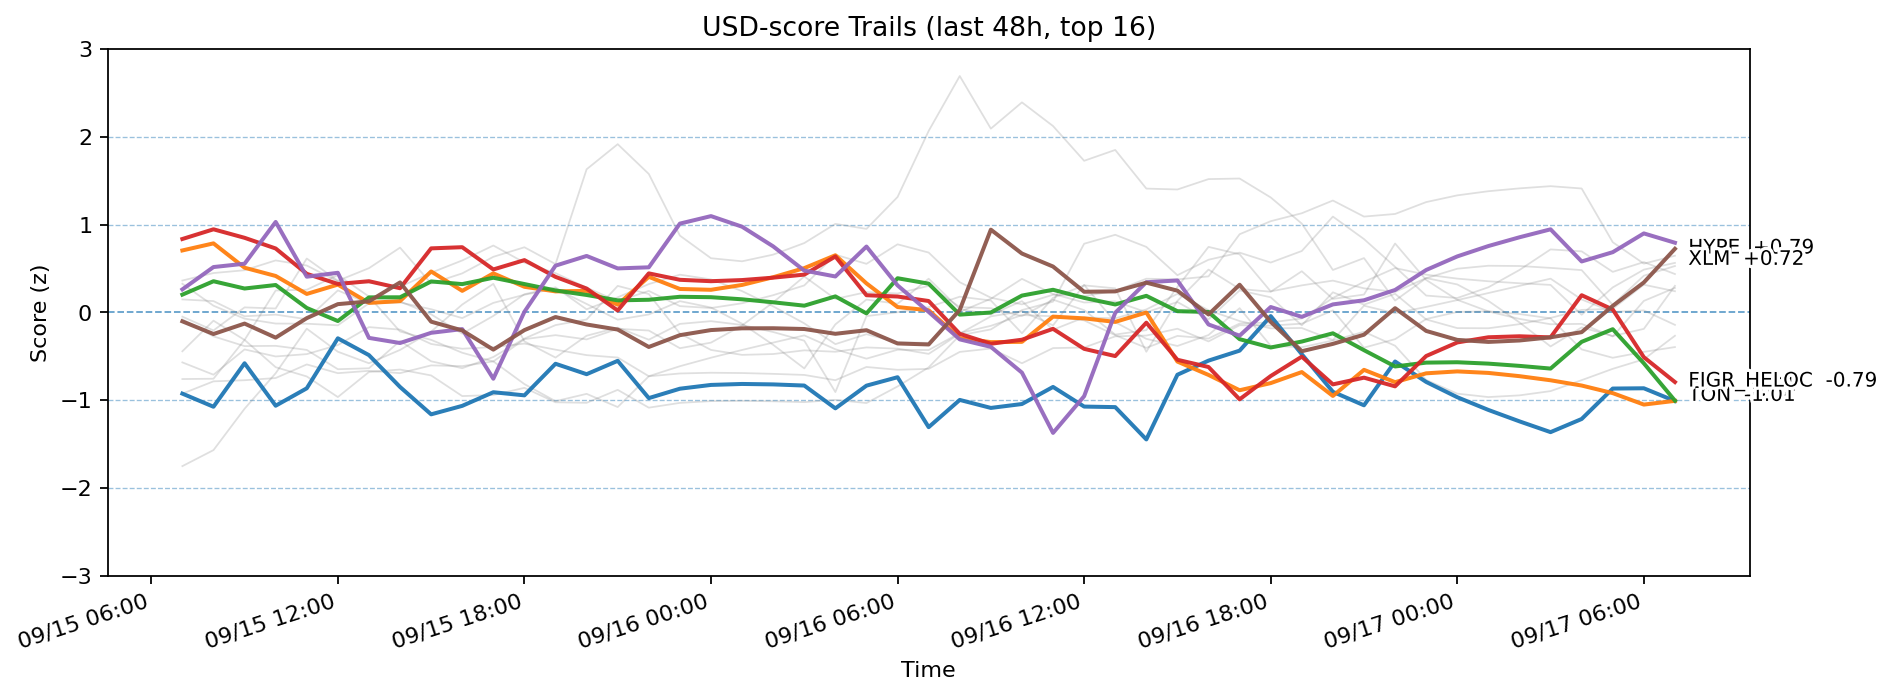 USD-score Trails (last 48h, top 16)
Score (z)
3
2
1
0
−1
−2
−3
HYPE +0.79
XLM +0.72
FIGR_HELOC -0.79
TON -1.01
09/15 06:00
09/15 12:00
09/15 18:00
09/16 00:00
09/16 06:00
09/16 12:00
09/16 18:00
09/17 00:00
09/17 06:00
Time